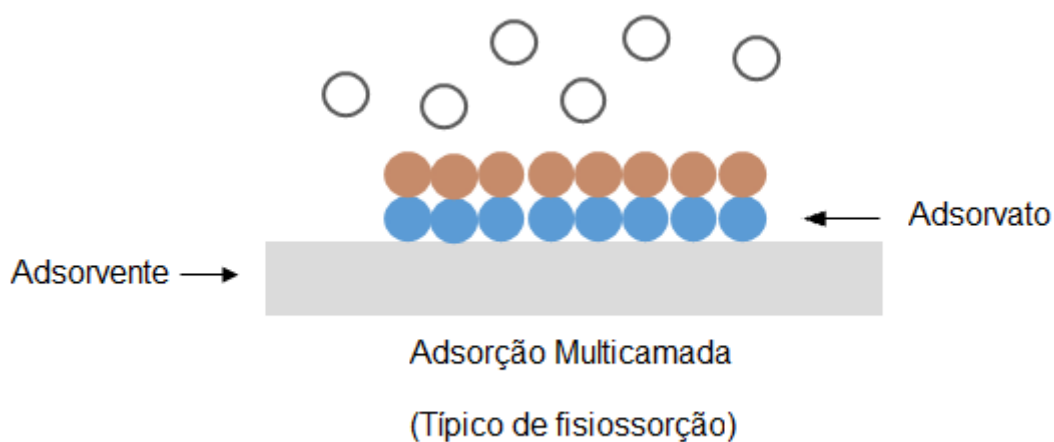 Adsorvato
Adsorvente
Adsorção Multicamada
(Típico de fisiossorção)